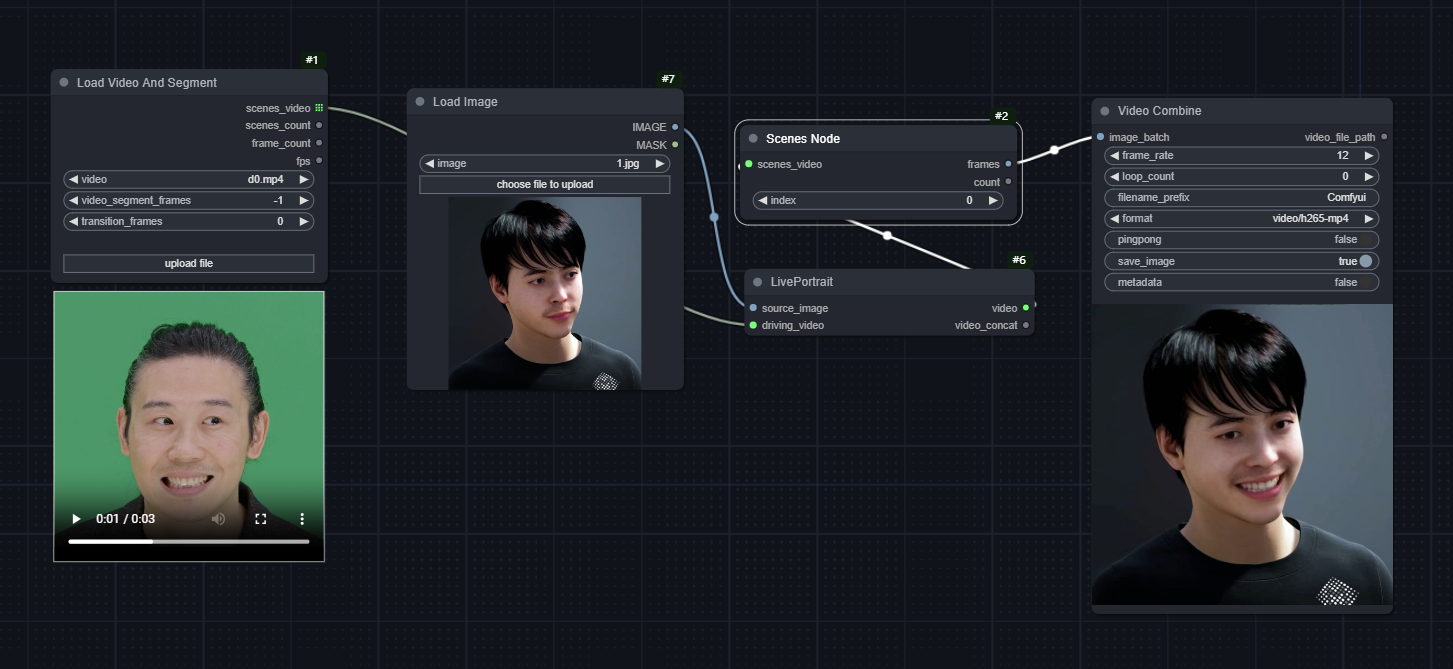 #1
Load Video And Segment
scenes_video
scenes_count
frame_count
fps
video d0.mp4
video_segment_frames -1
transition_frames 0
upload file
0:01 / 0:03
#7
Load Image
IMAGE
MASK
image 1.jpg
choose file to upload
#2
Scenes Node
scenes_video frames
count
index 0
#6
LivePortrait
source_image video
driving_video video_concat
Video Combine
image_batch video_file_path
frame_rate 12
loop_count 0
filename_prefix Comfyui
format video/h265-mp4
pingpong false
save_image true
metadata false